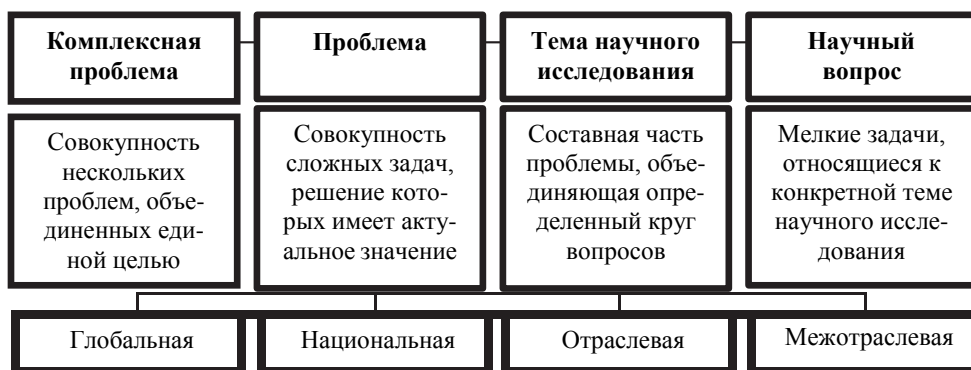 Комплексная
проблема
Проблема
Тема научного
исследования
Научный
вопрос
Совокупность
нескольких
проблем, объе-
диненных еди-
ной целью
Совокупность
сложных задач,
решение кото-
рых имеет акту-
альное значение
Составная часть
проблемы, объе-
диняющая опре-
деленный круг
вопросов
Мелкие задачи,
относящиеся к
конкретной теме
научного иссле-
дования
Глобальная
Национальная
Отраслевая
Межотраслевая